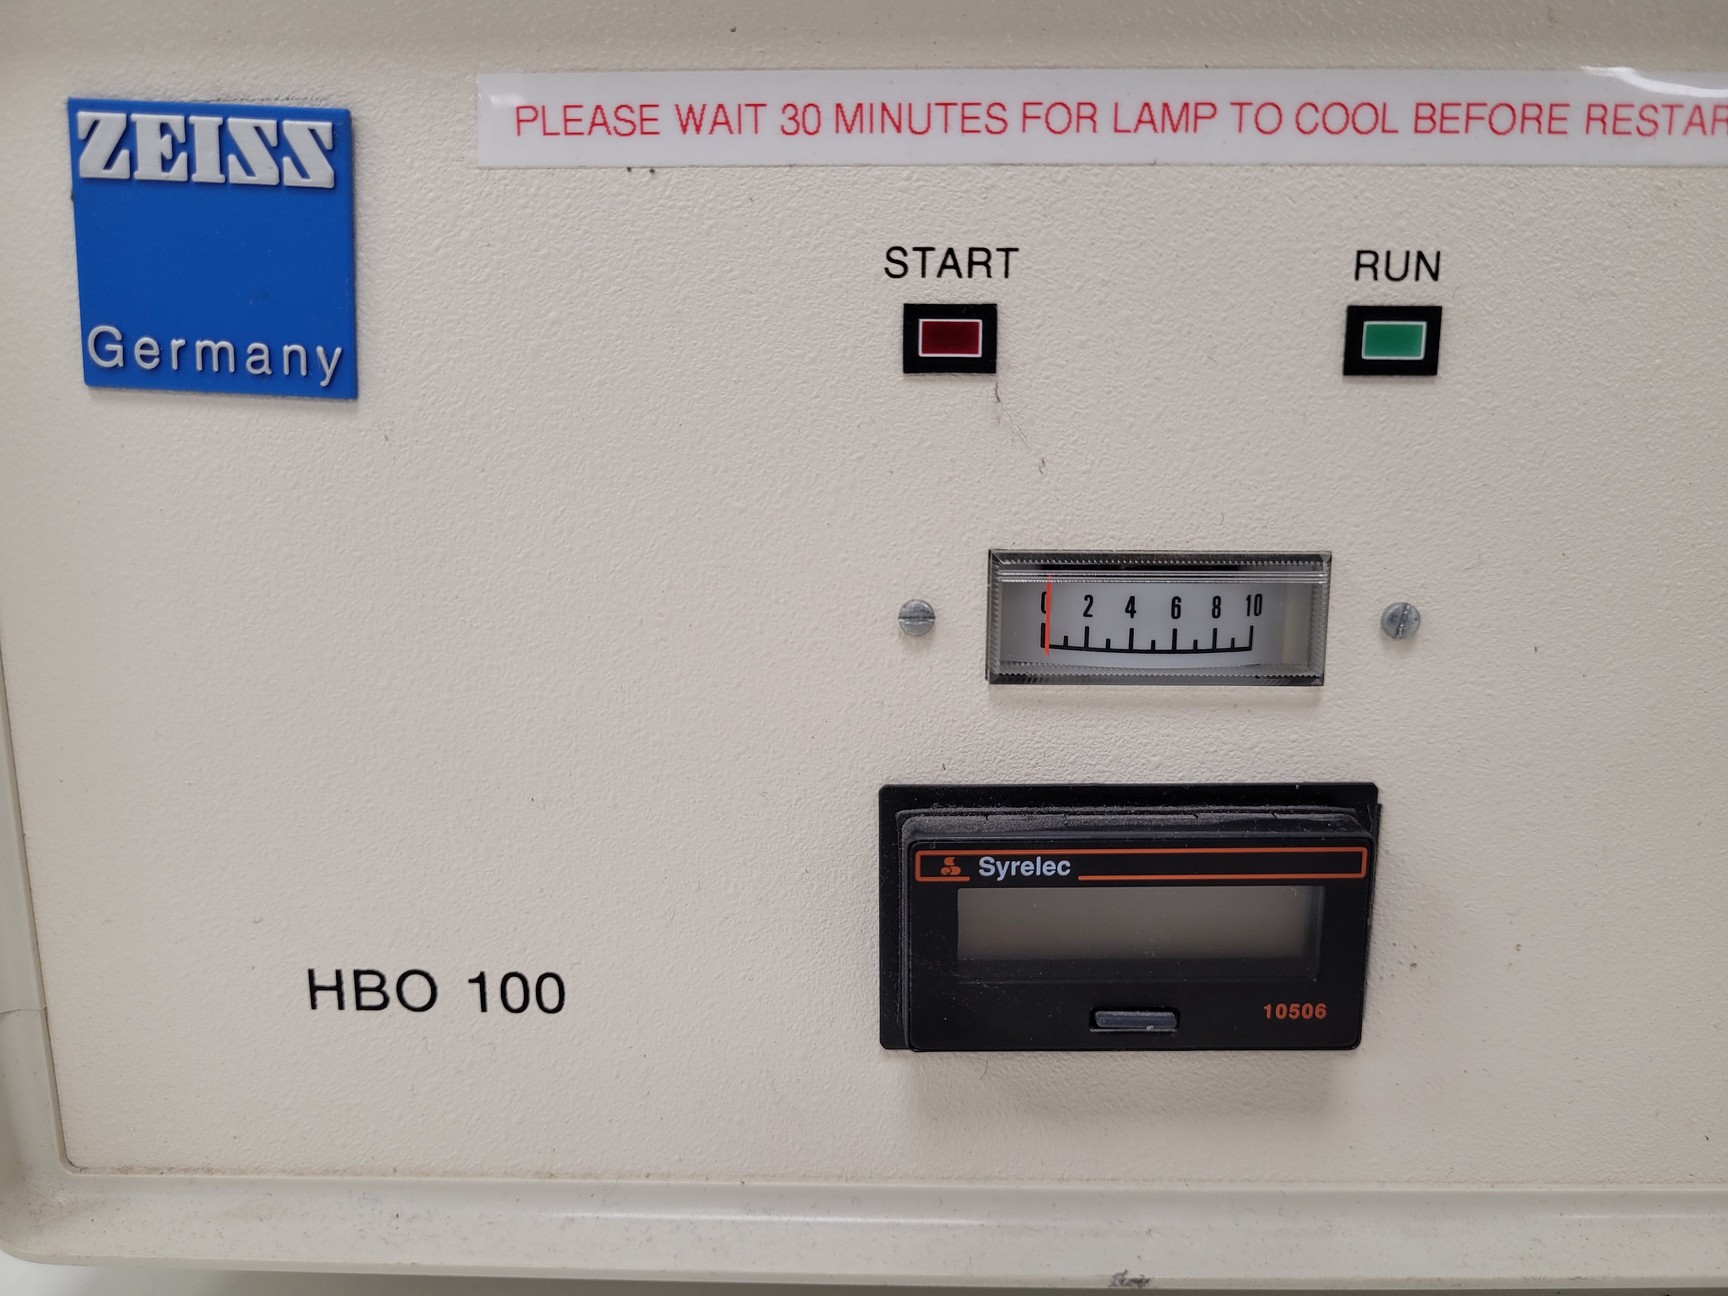 ZEISS
Germany
PLEASE WAIT 30 MINUTES FOR LAMP TO COOL BEFORE RESTAR
START
RUN
0 2 4 6 8 10
Syrelec
10506
HBO 100